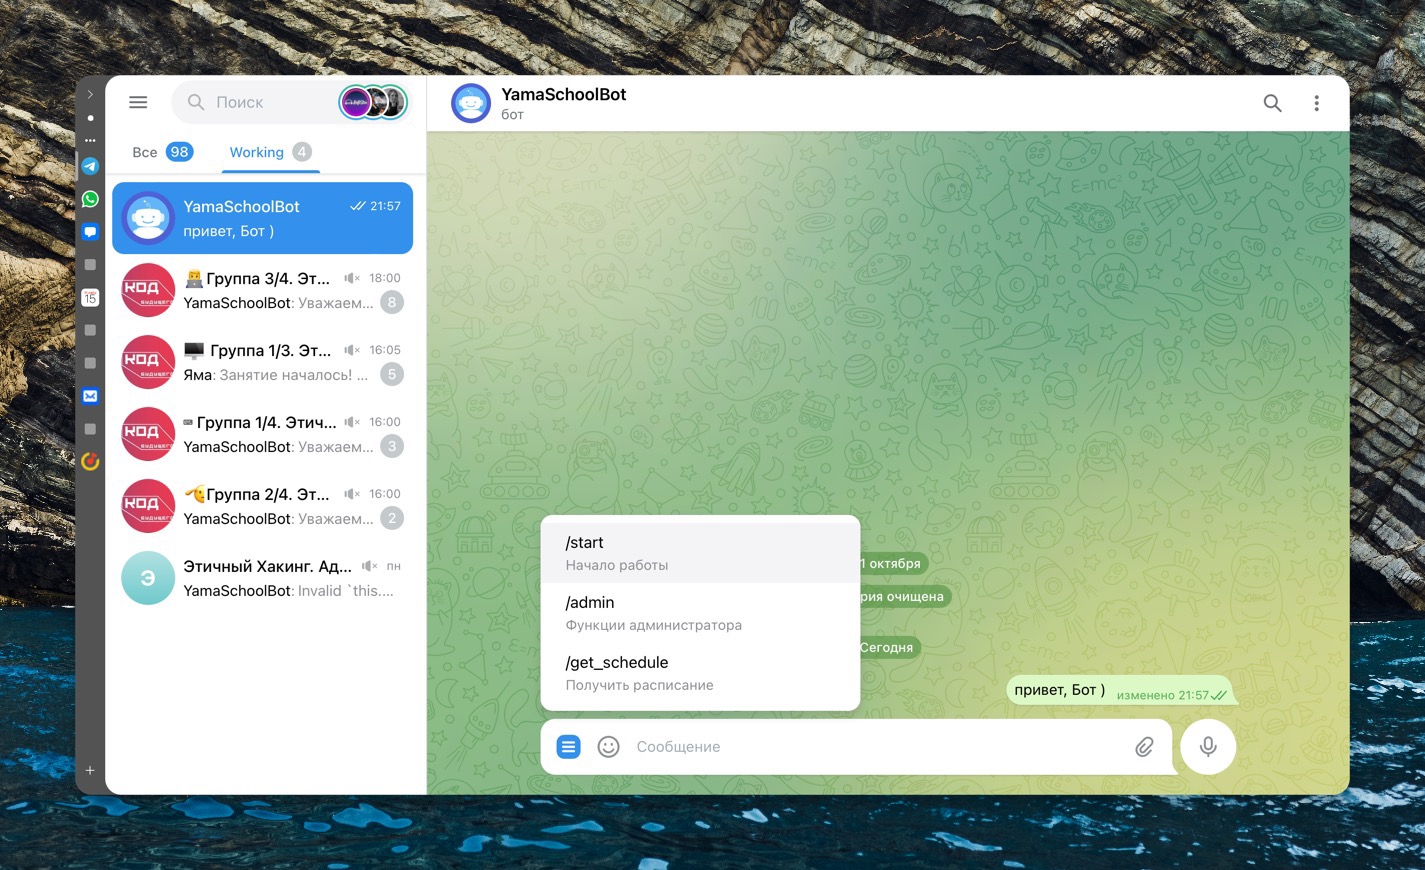 Поиск
Все 98
Working 4
YamaSchoolBot 21:57
привет, Бот )
Группа 3/4. Эт... 18:00
YamaSchoolBot: Уважаем... 8
Группа 1/3. Эт... 16:05
Яма: Занятие началось! ... 5
Группа 1/4. Этич... 16:00
YamaSchoolBot: Уважаем... 3
Группа 2/4. Эт... 16:00
YamaSchoolBot: Уважаем... 2
Этичный Хакинг. Ад... пн
YamaSchoolBot: Invalid `this....
КОД
БУДУЩЕГО
КОД
БУДУЩЕГО
КОД
БУДУЩЕГО
КОД
БУДУЩЕГО
Э
15
YamaSchoolBot
бот
1 октября
рия очищена
Сегодня
/start
Начало работы
/admin
Функции администратора
/get_schedule
Получить расписание
привет, Бот ) изменено 21:57
Сообщение